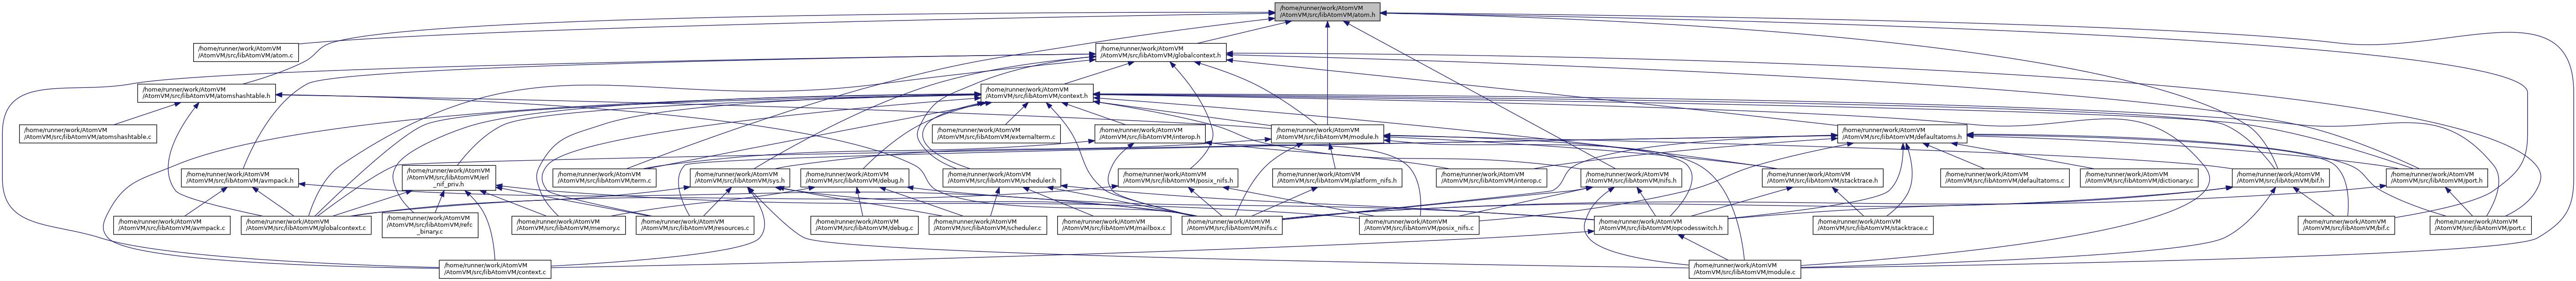 /home/runner/work/AtomVM
/AtomVM/src/libAtomVM/atom.h
/home/runner/work/AtomVM
/AtomVM/src/libAtomVM/atom.c
/home/runner/work/AtomVM
/AtomVM/src/libAtomVM/globalcontext.h
/home/runner/work/AtomVM
/AtomVM/src/libAtomVM/atomshashtable.h
/home/runner/work/AtomVM
/AtomVM/src/libAtomVM/context.h
/home/runner/work/AtomVM
/AtomVM/src/libAtomVM/atomshashtable.c
/home/runner/work/AtomVM
/AtomVM/src/libAtomVM/externalterm.c
/home/runner/work/AtomVM
/AtomVM/src/libAtomVM/interop.h
/home/runner/work/AtomVM
/AtomVM/src/libAtomVM/module.h
/home/runner/work/AtomVM
/AtomVM/src/libAtomVM/defaultatoms.h
/home/runner/work/AtomVM
/AtomVM/src/libAtomVM/avmpack.h
/home/runner/work/AtomVM
/AtomVM/src/libAtomVM/erl
_nif_priv.h
/home/runner/work/AtomVM
/AtomVM/src/libAtomVM/term.c
/home/runner/work/AtomVM
/AtomVM/src/libAtomVM/sys.h
/home/runner/work/AtomVM
/AtomVM/src/libAtomVM/debug.h
/home/runner/work/AtomVM
/AtomVM/src/libAtomVM/scheduler.h
/home/runner/work/AtomVM
/AtomVM/src/libAtomVM/posix_nifs.h
/home/runner/work/AtomVM
/AtomVM/src/libAtomVM/platform_nifs.h
/home/runner/work/AtomVM
/AtomVM/src/libAtomVM/interop.c
/home/runner/work/AtomVM
/AtomVM/src/libAtomVM/nifs.h
/home/runner/work/AtomVM
/AtomVM/src/libAtomVM/stacktrace.h
/home/runner/work/AtomVM
/AtomVM/src/libAtomVM/defaultatoms.c
/home/runner/work/AtomVM
/AtomVM/src/libAtomVM/dictionary.c
/home/runner/work/AtomVM
/AtomVM/src/libAtomVM/bif.h
/home/runner/work/AtomVM
/AtomVM/src/libAtomVM/port.h
/home/runner/work/AtomVM
/AtomVM/src/libAtomVM/avmpack.c
/home/runner/work/AtomVM
/AtomVM/src/libAtomVM/globalcontext.c
/home/runner/work/AtomVM
/AtomVM/src/libAtomVM/refc
_binary.c
/home/runner/work/AtomVM
/AtomVM/src/libAtomVM/memory.c
/home/runner/work/AtomVM
/AtomVM/src/libAtomVM/resources.c
/home/runner/work/AtomVM
/AtomVM/src/libAtomVM/debug.c
/home/runner/work/AtomVM
/AtomVM/src/libAtomVM/scheduler.c
/home/runner/work/AtomVM
/AtomVM/src/libAtomVM/mailbox.c
/home/runner/work/AtomVM
/AtomVM/src/libAtomVM/nifs.c
/home/runner/work/AtomVM
/AtomVM/src/libAtomVM/posix_nifs.c
/home/runner/work/AtomVM
/AtomVM/src/libAtomVM/opcodesswitch.h
/home/runner/work/AtomVM
/AtomVM/src/libAtomVM/stacktrace.c
/home/runner/work/AtomVM
/AtomVM/src/libAtomVM/bif.c
/home/runner/work/AtomVM
/AtomVM/src/libAtomVM/port.c
/home/runner/work/AtomVM
/AtomVM/src/libAtomVM/context.c
/home/runner/work/AtomVM
/AtomVM/src/libAtomVM/module.c